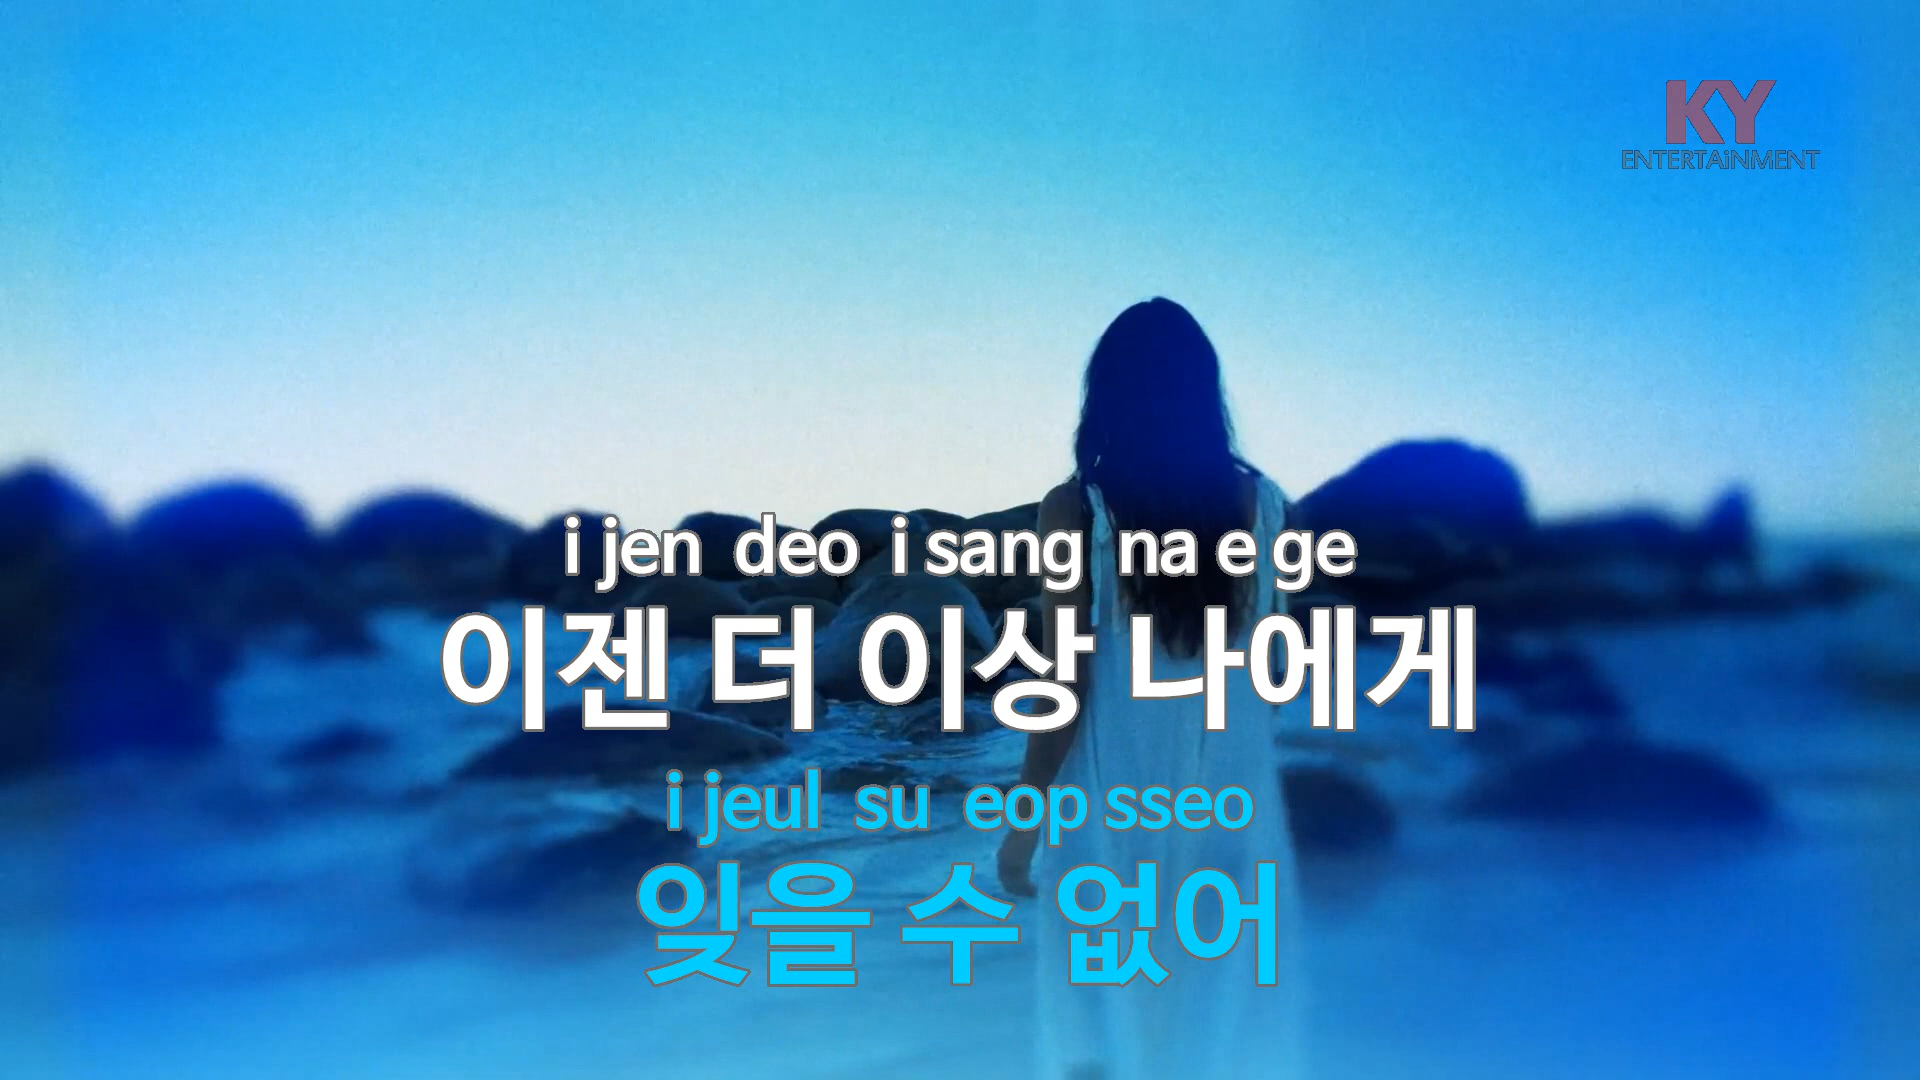 KY
ENTERTAiNMENT
i jen deo i sang na e ge
이젠 더 이상 나에게
i jeul su eop sseo
잊을 수 없어